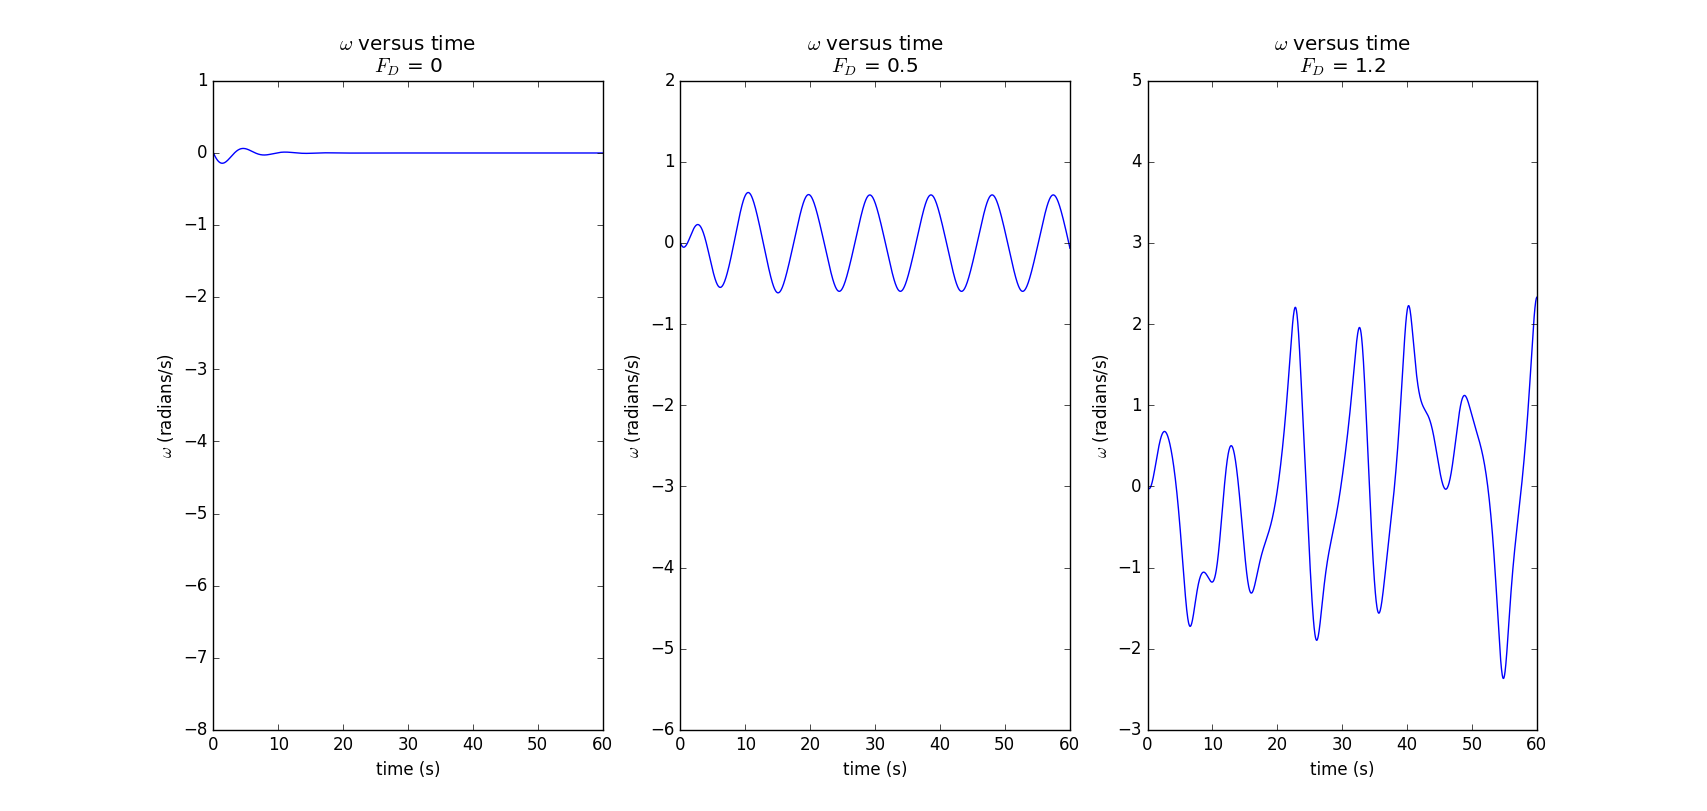 ω versus time
F_D = 0
1
0
−1
−2
−3
−4
−5
−6
−7
−8
ω (radians/s)
0 10 20 30 40 50 60
time (s)
ω versus time
F_D = 0.5
2
1
0
−1
−2
−3
−4
−5
−6
ω (radians/s)
0 10 20 30 40 50 60
time (s)
ω versus time
F_D = 1.2
5
4
3
2
1
0
−1
−2
−3
ω (radians/s)
0 10 20 30 40 50 60
time (s)